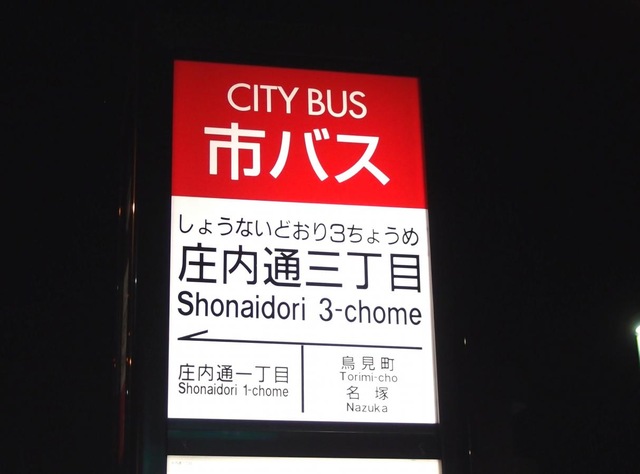 CITY BUS
市バス
しょうないどおり3ちょうめ
庄内通三丁目
Shonaidori 3-chome
庄内通一丁目
Shonaidori 1-chome
鳥見町
Torimi-cho
名塚
Nazuka